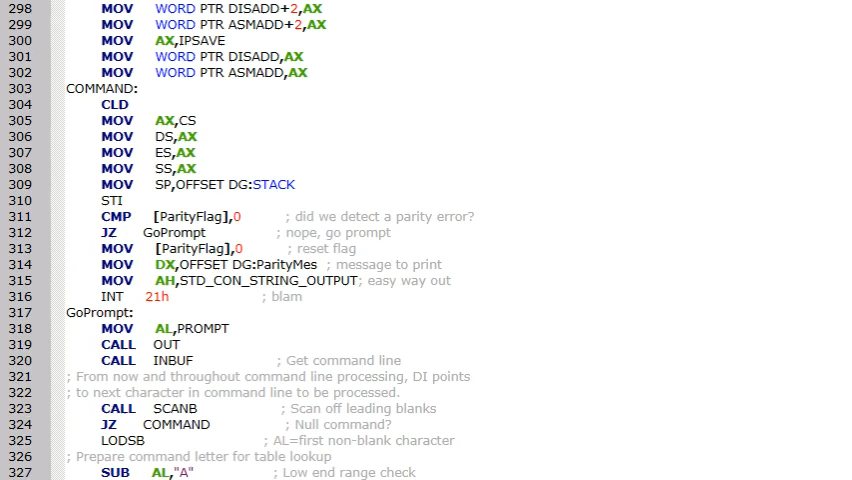 298 MOV WORD PTR DISADD+2,AX
299 MOV WORD PTR ASMADD+2,AX
300 MOV AX,IPSAVE
301 MOV WORD PTR DISADD,AX
302 MOV WORD PTR ASMADD,AX
303 COMMAND:
304 CLD
305 MOV AX,CS
306 MOV DS,AX
307 MOV ES,AX
308 MOV SS,AX
309 MOV SP,OFFSET DG:STACK
310 STI
311 CMP [ParityFlag],0 ; did we detect a parity error?
312 JZ GoPrompt ; nope, go prompt
313 MOV [ParityFlag],0 ; reset flag
314 MOV DX,OFFSET DG:ParityMes ; message to print
315 MOV AH,STD_CON_STRING_OUTPUT; easy way out
316 INT 21h ; blam
317 GoPrompt:
318 MOV AL,PROMPT
319 CALL OUT
320 CALL INBUF ; Get command line
321 ; From now and throughout command line processing, DI points
322 ; to next character in command line to be processed.
323 CALL SCANB ; Scan off leading blanks
324 JZ COMMAND ; Null command?
325 LODSB ; AL=first non-blank character
326 ; Prepare command letter for table lookup
327 SUB AL,"A" ; Low end range check